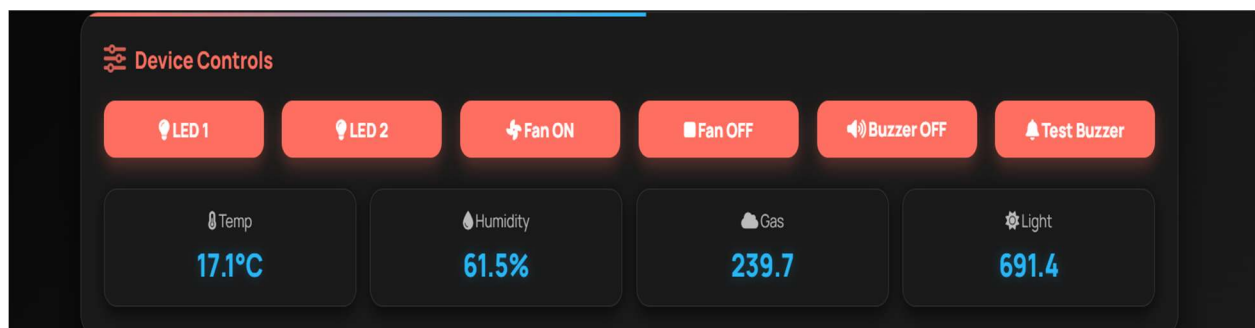 Device Controls
LED 1
LED 2
Fan ON
Fan OFF
Buzzer OFF
Test Buzzer
Temp
17.1°C
Humidity
61.5%
Gas
239.7
Light
691.4